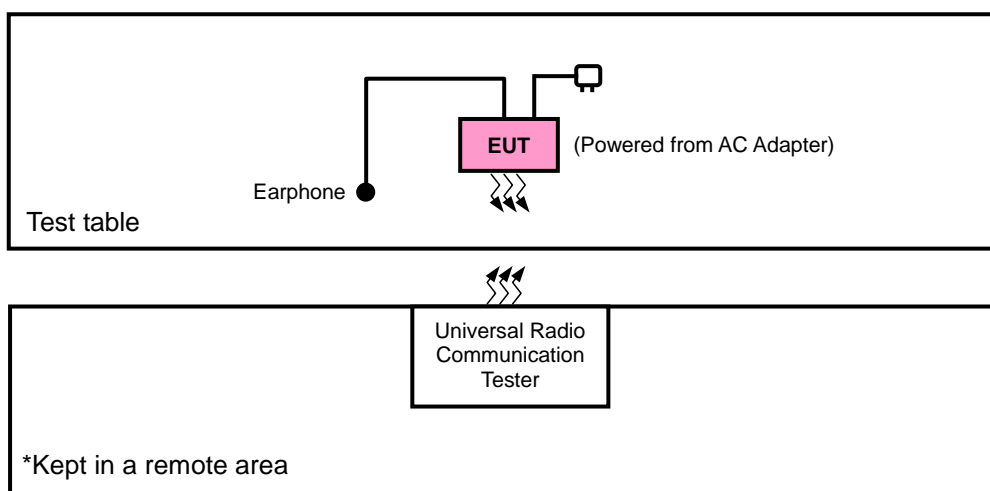 EUT
(Powered from AC Adapter)
Earphone
Test table
Universal Radio
Communication
Tester
*Kept in a remote area